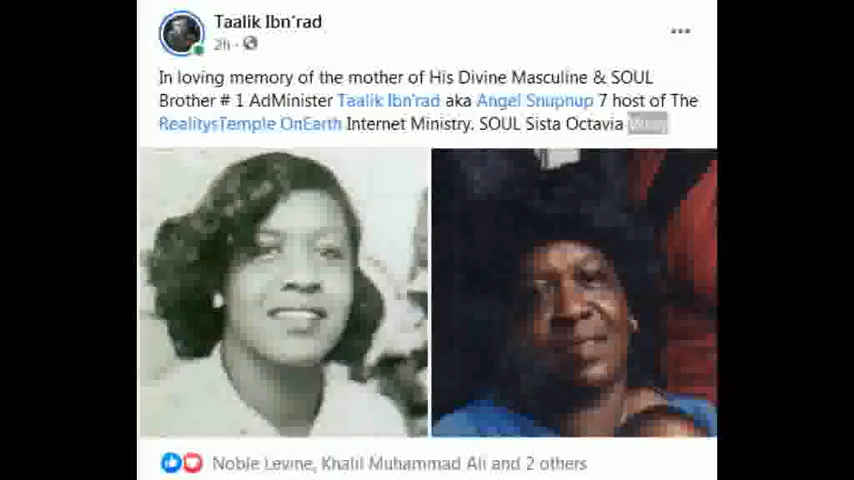 Taalik Ibn'rad
2h ·
In loving memory of the mother of His Divine Masculine & SOUL
Brother # 1 AdMinister Taalik Ibn'rad aka Angel Snupnup 7 host of The
RealitysTemple OnEarth Internet Ministry. SOUL Sista Octavia
Noble Levine, Khalil Muhammad Ali and 2 others